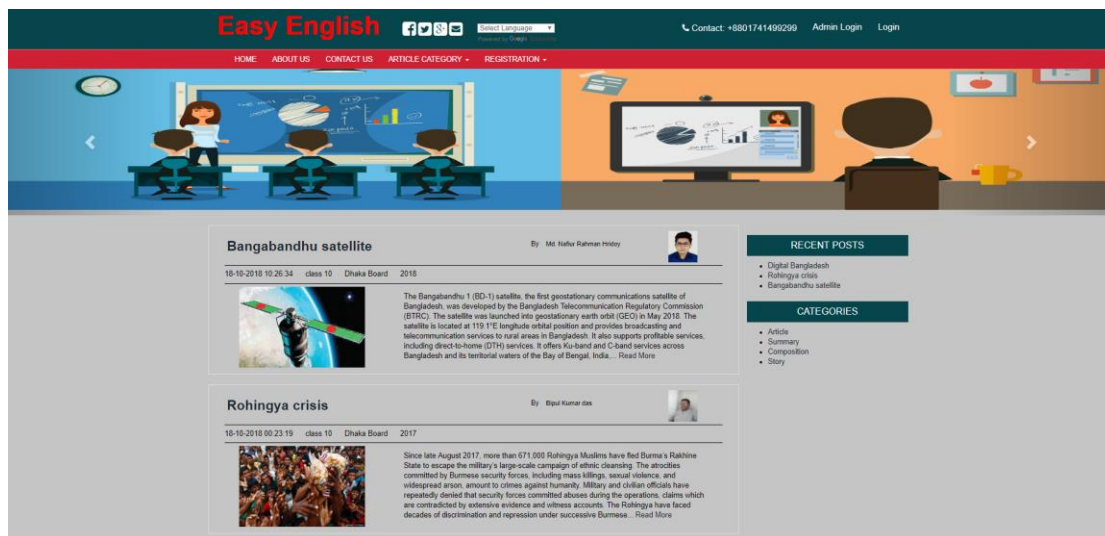 Easy English
Select Language
Powered by Google Translate
Contact: +8801741499299 Admin Login Login
HOME ABOUT US CONTACT US ARTICLE CATEGORY REGISTRATION
Bangabandhu satellite
By Md. Nafiur Rahman Hridoy
18-10-2018 10:26:34 class 10 Dhaka Board 2018
The Bangabandhu 1 (BD-1) satellite, the first geostationary communications satellite of
Bangladesh, was developed by the Bangladesh Telecommunication Regulatory Commission
(BTRC). The satellite was launched into geostationary earth orbit (GEO) in May 2018. The
satellite is located at 119.1°E longitude orbital position and provides broadcasting and
telecommunication services to rural areas in Bangladesh. It also supports profitable services,
including direct-to-home (DTH) services. It offers Ku-band and C-band services across
Bangladesh and its territorial waters of the Bay of Bengal, India,... Read More
Rohingya crisis
By Bipul Kumar das
18-10-2018 00:23:19 class 10 Dhaka Board 2017
Since late August 2017, more than 671,000 Rohingya Muslims have fled Burma's Rakhine
State to escape the military's large-scale campaign of ethnic cleansing. The atrocities
committed by Burmese security forces, including mass killings, sexual violence, and
widespread arson, amount to crimes against humanity. Military and civilian officials have
repeatedly denied that security forces committed abuses during the operations, claims which
are contradicted by extensive evidence and witness accounts. The Rohingya have faced
decades of discrimination and repression under successive Burmese... Read More
RECENT POSTS
Digital Bangladesh
Rohingya crisis
Bangabandhu satellite
CATEGORIES
Article
Summary
Composition
Story